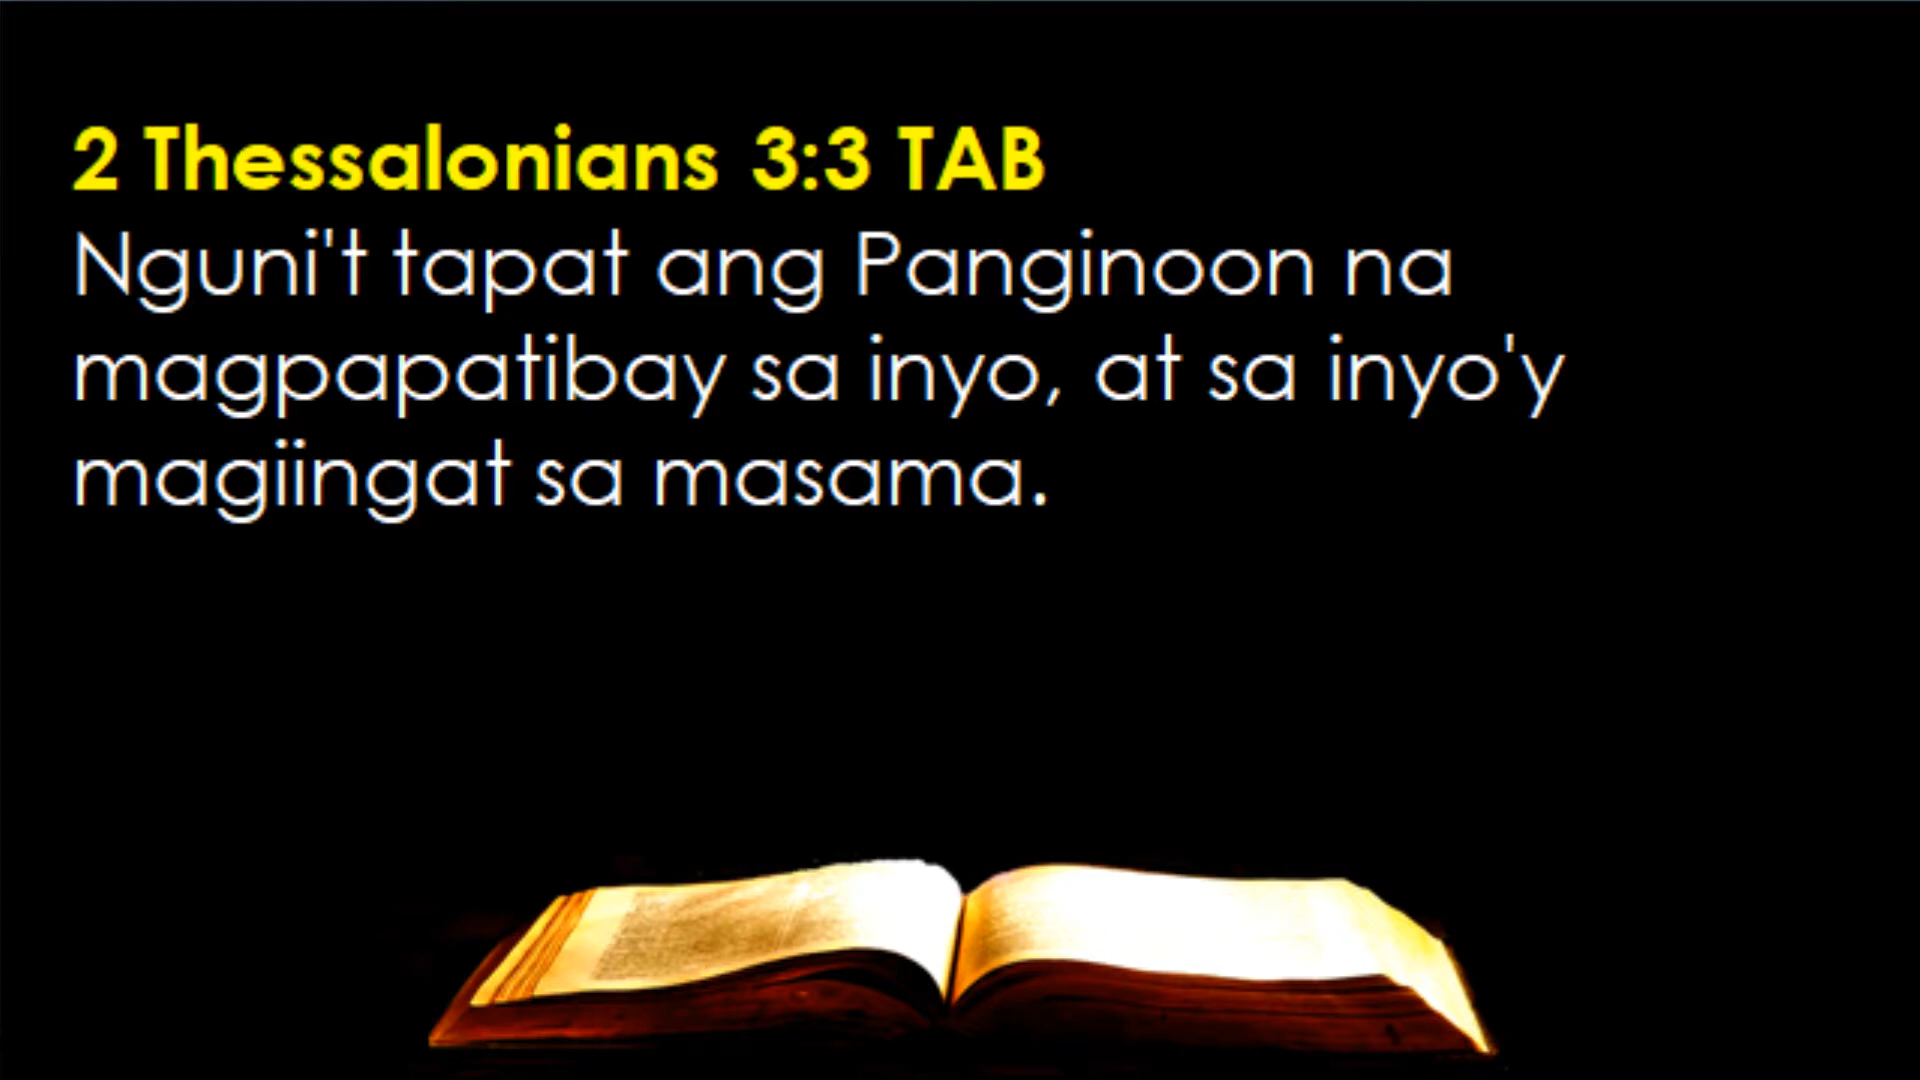 2 Thessalonians 3:3 TAB
Nguni't tapat ang Panginoon na
magpapatibay sa inyo, at sa inyo'y
magiingat sa masama.